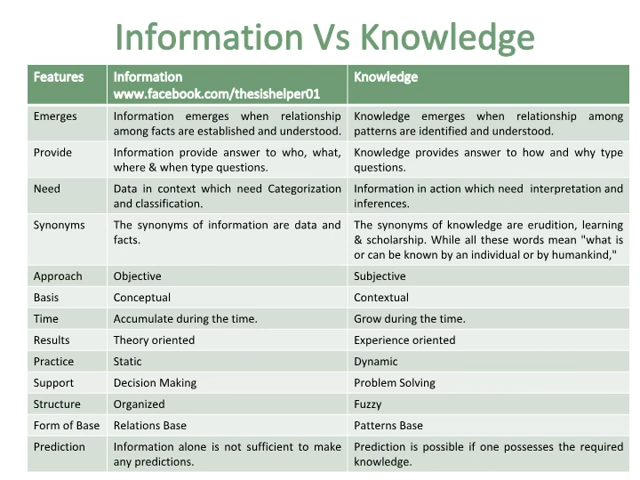 Information Vs Knowledge
Features
Information
www.facebook.com/thesishelper01
Knowledge
Emerges
Information emerges when relationship
among facts are established and understood.
Knowledge emerges when relationship among
patterns are identified and understood.
Provide
Information provide answer to who, what,
where & when type questions.
Knowledge provides answer to how and why type
questions.
Need
Data in context which need Categorization
and classification.
Information in action which need interpretation and
inferences.
Synonyms
The synonyms of information are data and
facts.
The synonyms of knowledge are erudition, learning
& scholarship. While all these words mean "what is
or can be known by an individual or by humankind,"
Approach
Objective
Subjective
Basis
Conceptual
Contextual
Time
Accumulate during the time.
Grow during the time.
Results
Theory oriented
Experience oriented
Practice
Static
Dynamic
Support
Decision Making
Problem Solving
Structure
Organized
Fuzzy
Form of Base
Relations Base
Patterns Base
Prediction
Information alone is not sufficient to make
any predictions.
Prediction is possible if one possesses the required
knowledge.